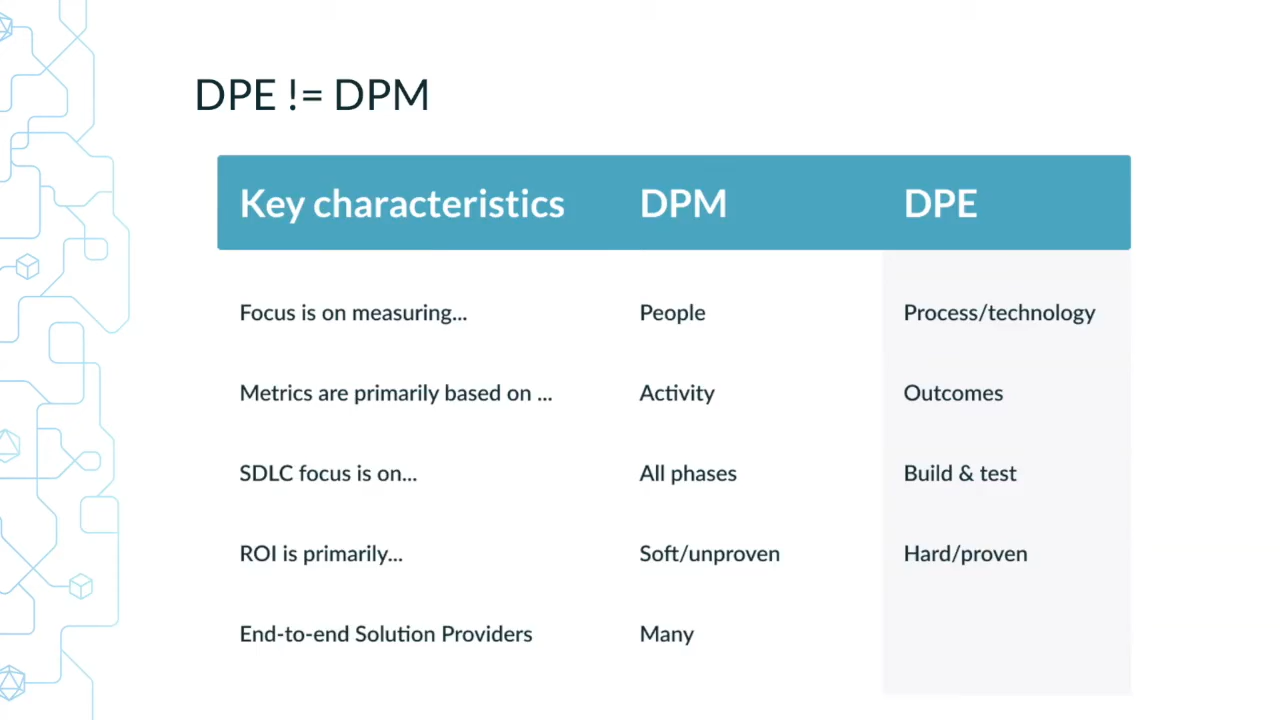 DPE != DPM
Key characteristics DPM DPE
Focus is on measuring... People Process/technology
Metrics are primarily based on ... Activity Outcomes
SDLC focus is on... All phases Build & test
ROI is primarily... Soft/unproven Hard/proven
End-to-end Solution Providers Many